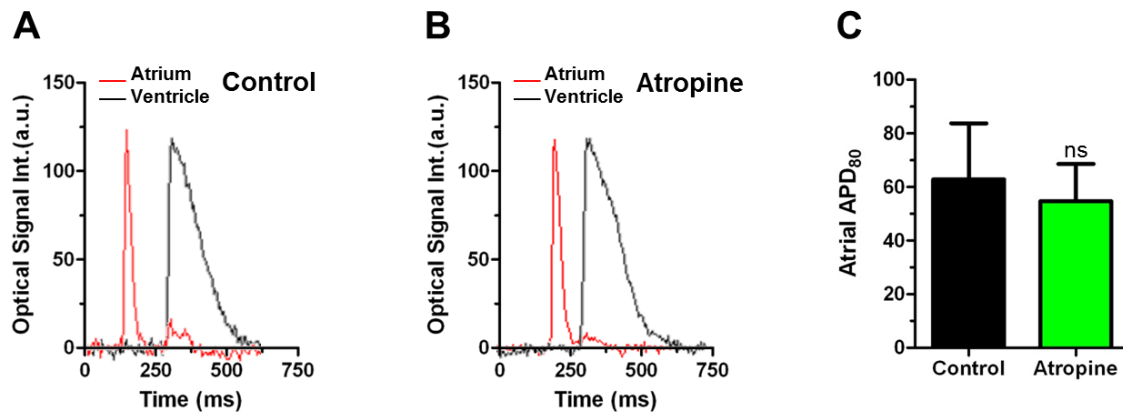 A
Optical Signal Int.(a.u.)
150
100
50
0
Atrium
Ventricle
Control
0
250
500
750
Time (ms)
B
Optical Signal Int.(a.u.)
150
100
50
0
Atrium
Ventricle
Atropine
0
250
500
750
Time (ms)
C
Atrial APD80
100
80
60
40
20
0
ns
Control
Atropine